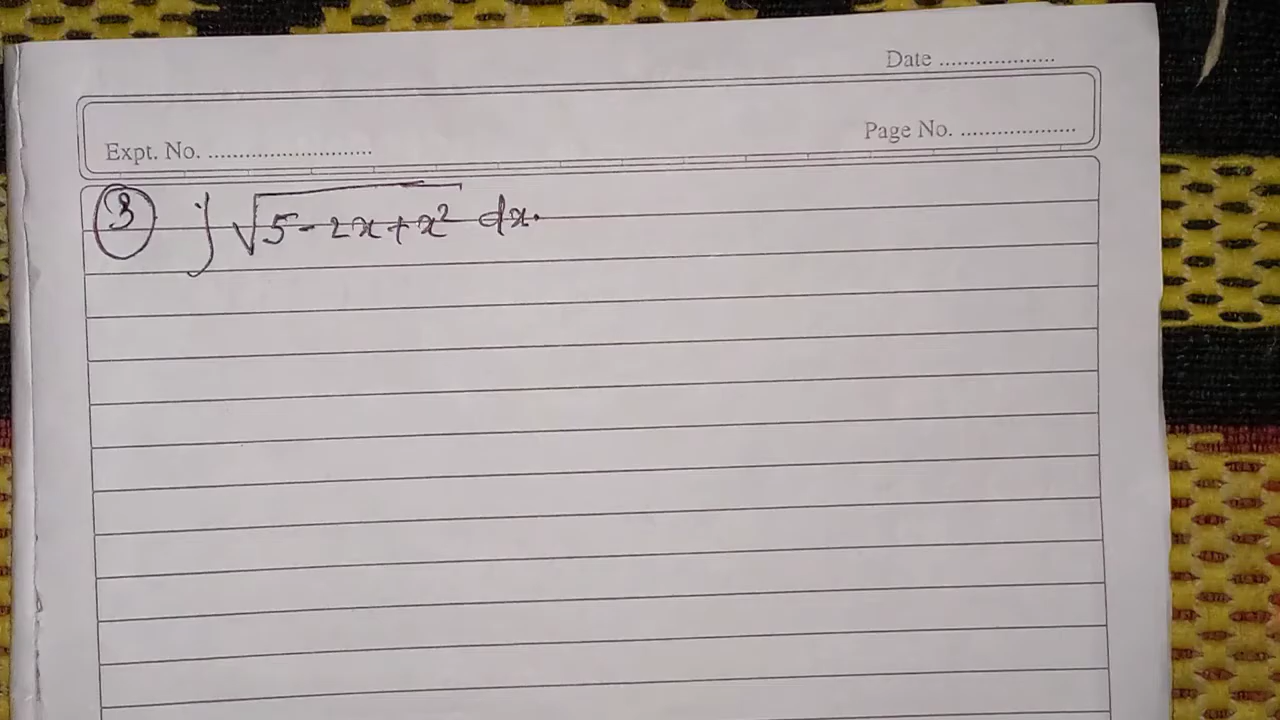 Date ...................
Expt. No. ...........................
Page No. ...................
3 ∫ √5-2x+x² dx.